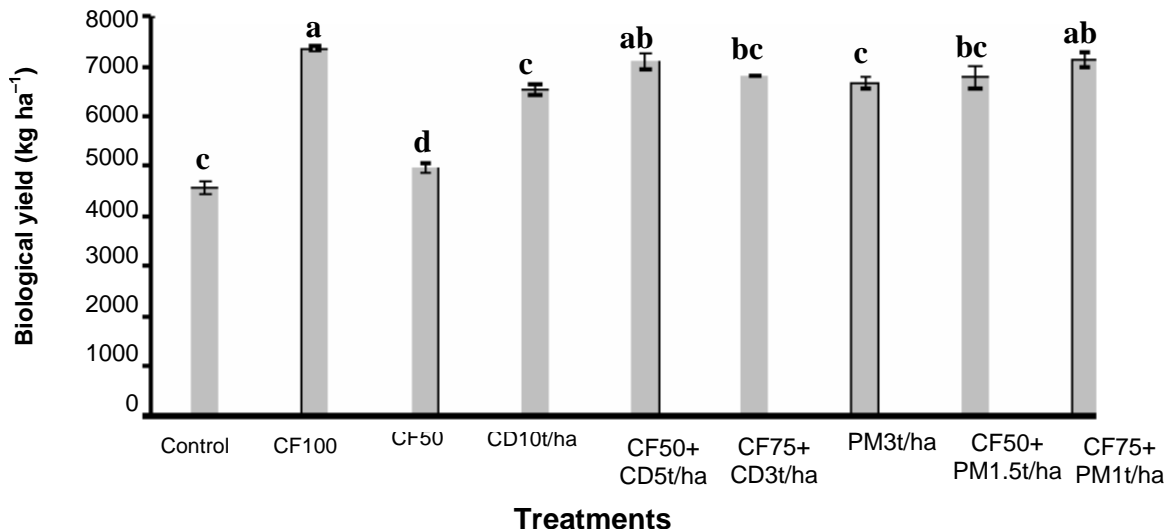 8000
7000
6000
5000
4000
3000
2000
1000
0
Biological yield (kg ha⁻¹)
c
a
d
c
ab
bc
c
bc
ab
Control
CF100
CF50
CD10t/ha
CF50+
CD5t/ha
CF75+
CD3t/ha
PM3t/ha
CF50+
PM1.5t/ha
CF75+
PM1t/ha
Treatments